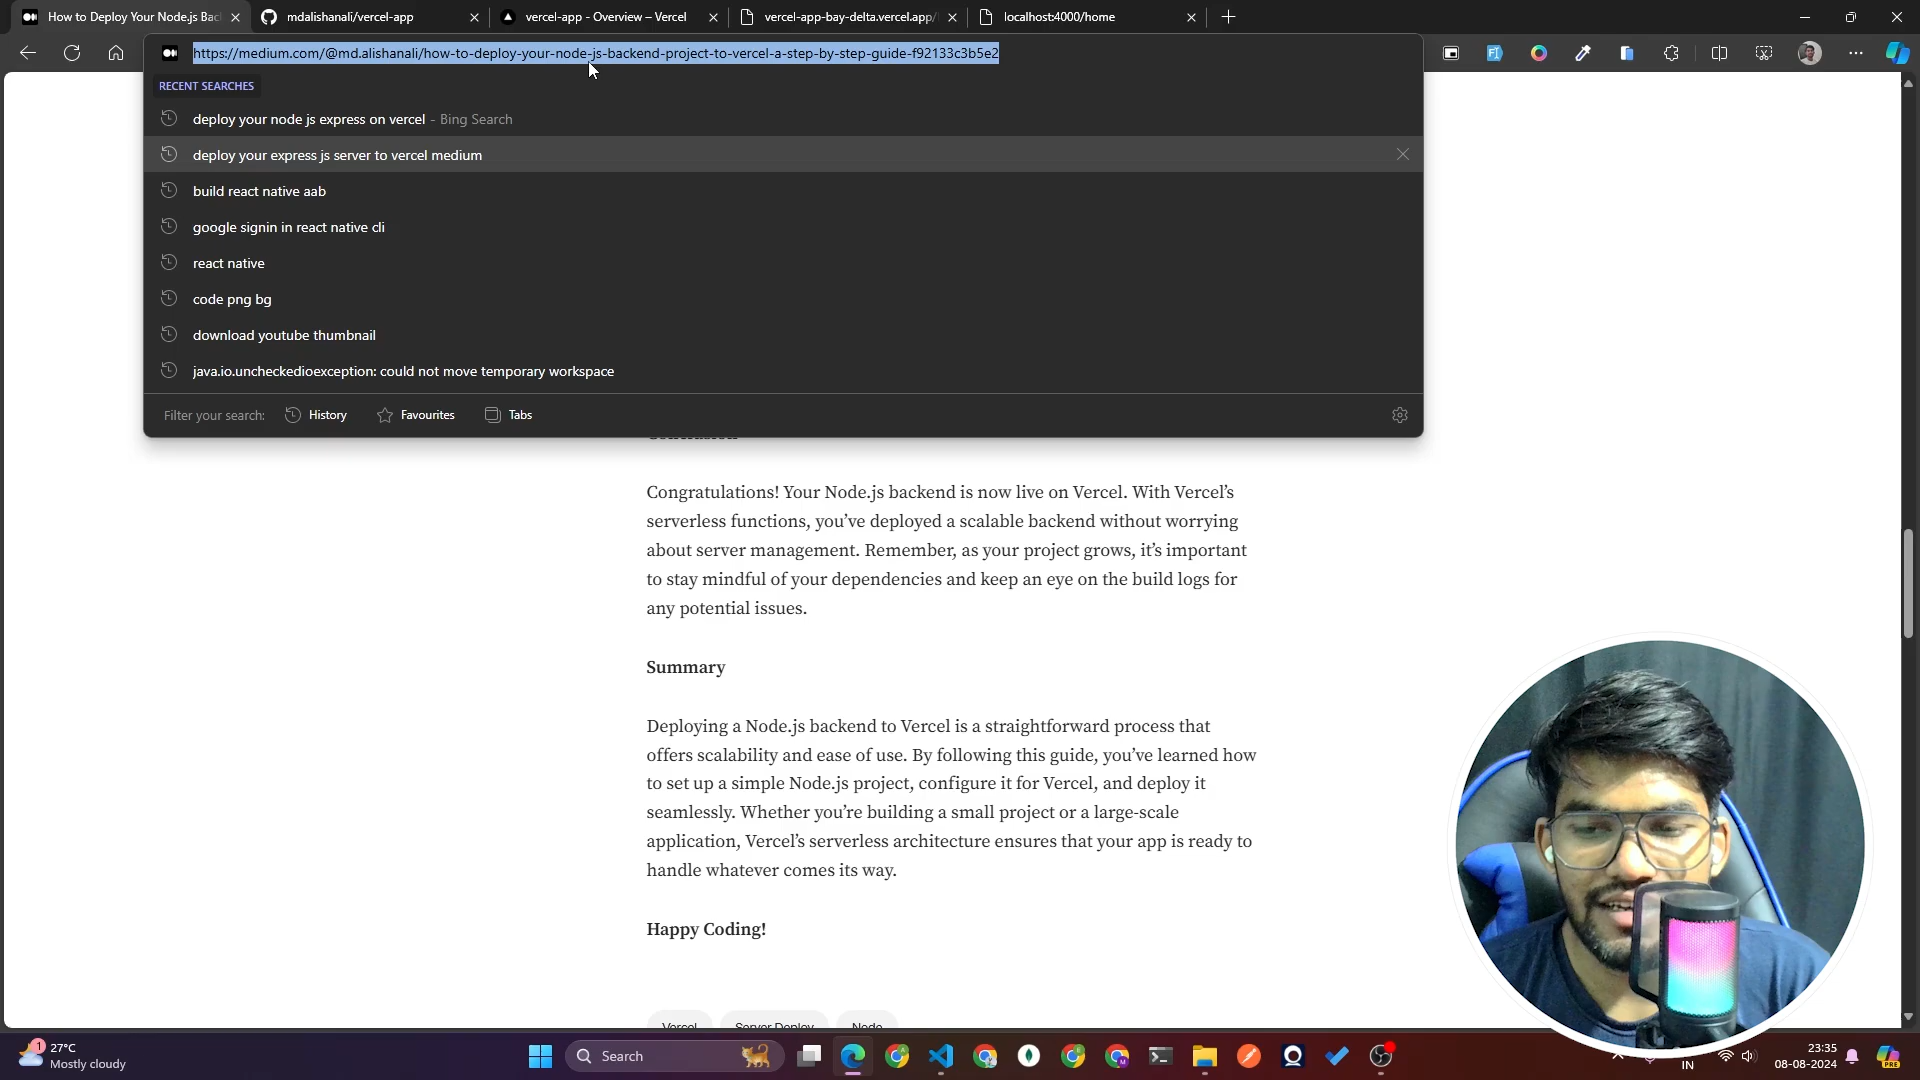 How to Deploy Your Node.js Bac
mdalishanali/vercel-app
vercel-app - Overview – Vercel
vercel-app-bay-delta.vercel.app/
localhost:4000/home
https://medium.com/@md.alishanali/how-to-deploy-your-node-js-backend-project-to-vercel-a-step-by-step-guide-f92133c3b5e2
RECENT SEARCHES
deploy your node js express on vercel - Bing Search
deploy your express js server to vercel medium
build react native aab
google signin in react native cli
react native
code png bg
download youtube thumbnail
java.io.uncheckedioexception: could not move temporary workspace
Filter your search: History Favourites Tabs
Conclusion
Congratulations! Your Node.js backend is now live on Vercel. With Vercel’s
serverless functions, you’ve deployed a scalable backend without worrying
about server management. Remember, as your project grows, it’s important
to stay mindful of your dependencies and keep an eye on the build logs for
any potential issues.
Summary
Deploying a Node.js backend to Vercel is a straightforward process that
offers scalability and ease of use. By following this guide, you’ve learned how
to set up a simple Node.js project, configure it for Vercel, and deploy it
seamlessly. Whether you’re building a small project or a large-scale
application, Vercel’s serverless architecture ensures that your app is ready to
handle whatever comes its way.
Happy Coding!
Vercel Server Deploy Node
1
27°C
Mostly cloudy
Search
IN
23:35
08-08-2024
PRE